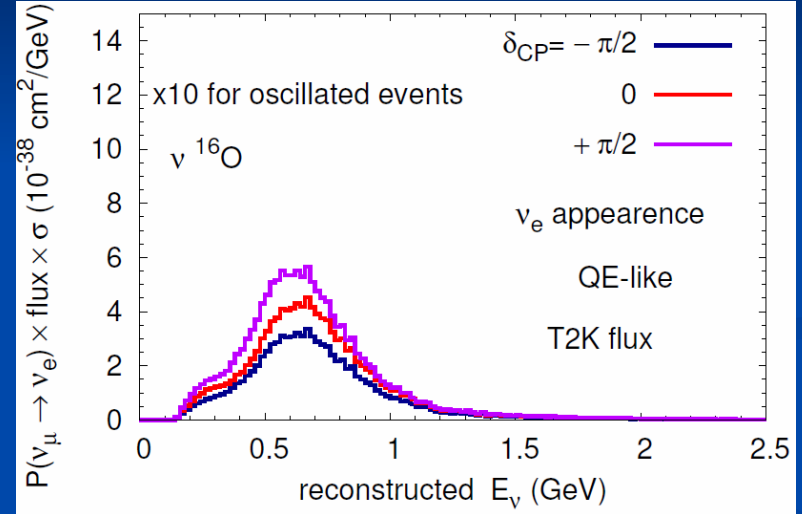 P(νμ → νe) × flux × σ (10⁻³⁸ cm²/GeV)
14
12
10
8
6
4
2
0
δCP= − π/2
0
+ π/2
x10 for oscillated events
ν ¹⁶O
νe appearence
QE-like
T2K flux
0
0.5
1
1.5
2
2.5
reconstructed Eν (GeV)